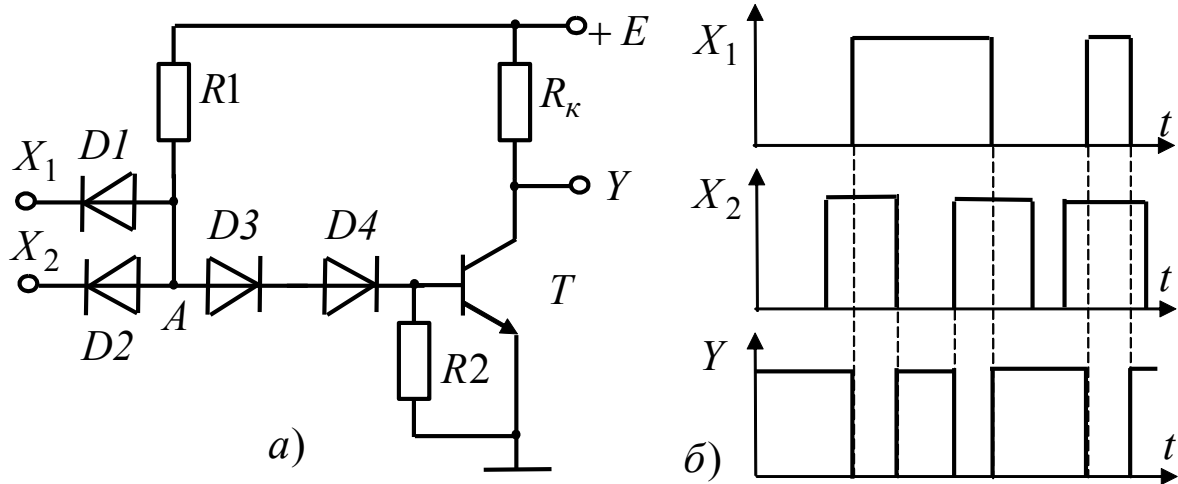 + E
R1
Rк
X1
D1
Y
X2
D3
D4
A
T
D2
R2
а)
X1
t
X2
t
Y
t
б)